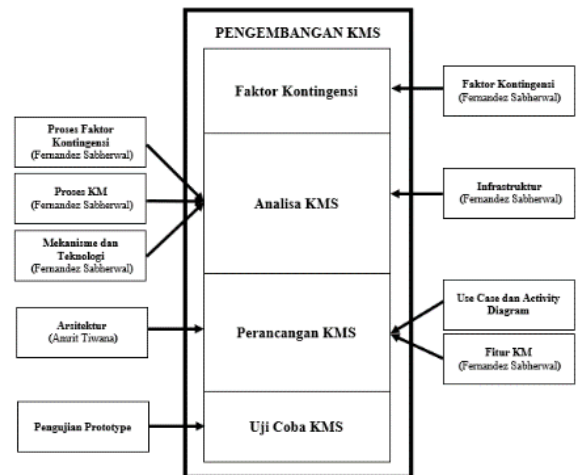 PENGEMBANGAN KMS
Faktor Kontingensi
Analisa KMS
Perancangan KMS
Uji Coba KMS
Proses Faktor
Kontingensi
(Fernandez Sabherwal)
Proses KM
(Fernandez Sabherwal)
Mekanisme dan
Teknologi
(Fernandez Sabherwal)
Arsitektur
(Amrit Tiwana)
Pengujian Prototype
Faktor Kontingensi
(Fernandez Sabherwal)
Infrastruktur
(Fernandez Sabherwal)
Use Case dan Activity
Diagram
Fitur KM
(Fernandez Sabherwal)